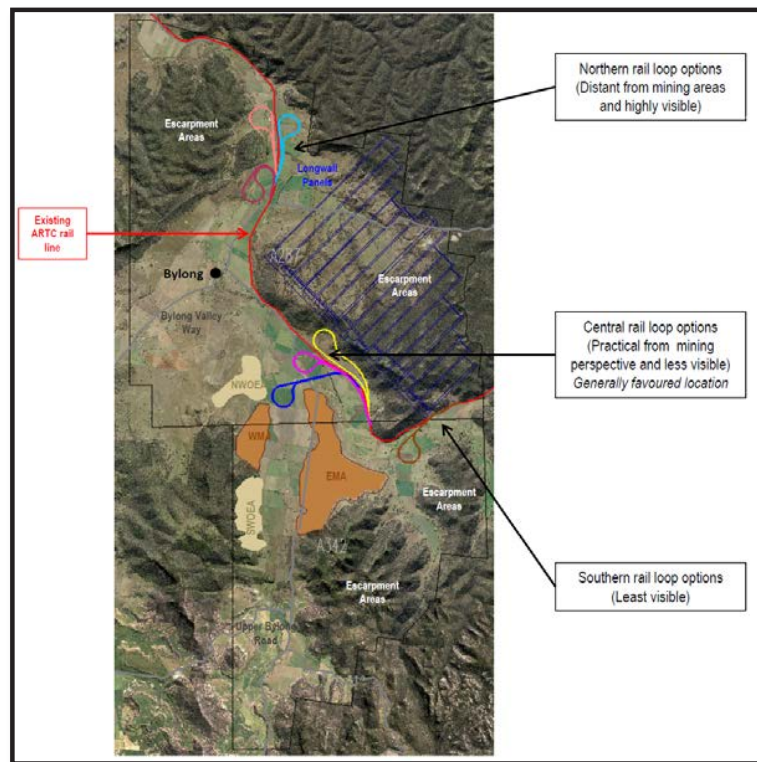 Northern rail loop options
(Distant from mining areas
and highly visible)
Escarpment
Areas
Longwall
Panels
Existing
ARTC rail
line
A287
Bylong
Escarpment
Areas
Bylong Valley
Way
Central rail loop options
(Practical from mining
perspective and less visible)
Generally favoured location
NWOEA
WMA
EMA
SWOEA
Escarpment
Areas
A342
Escarpment
Areas
Southern rail loop options
(Least visible)
Upper Bylong
Road